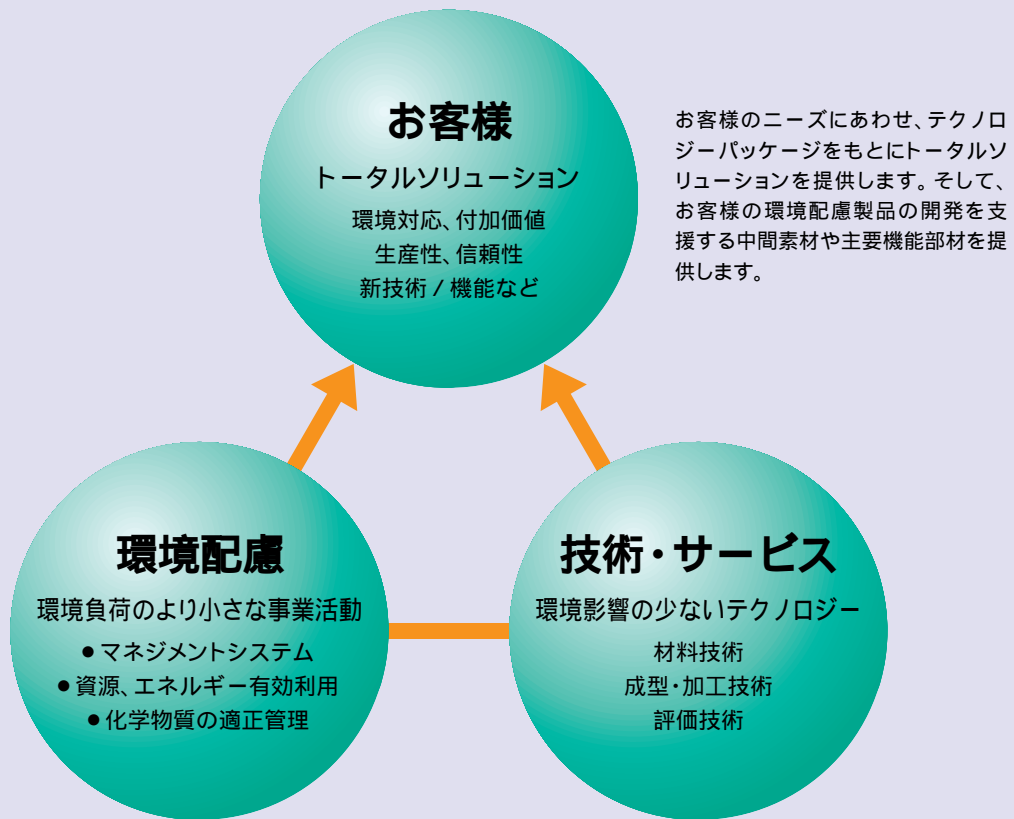 お客様
トータルソリューション
環境対応、付加価値
生産性、信頼性
新技術 / 機能など
お客様のニーズにあわせ、テクノロ
ジーパッケージをもとにトータルソ
リューションを提供します。そして、
お客様の環境配慮製品の開発を支
援する中間素材や主要機能部材を提
供します。
環境配慮
環境負荷のより小さな事業活動
●マネジメントシステム
●資源、エネルギー有効利用
●化学物質の適正管理
技術・サービス
環境影響の少ないテクノロジー
材料技術
成型・加工技術
評価技術